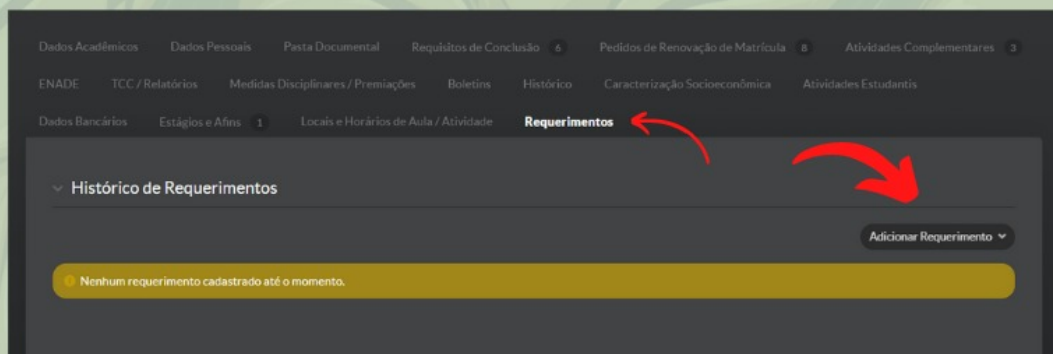 Dados Acadêmicos Dados Pessoais Pasta Documental Requisitos de Conclusão 6 Pedidos de Renovação de Matrícula 8 Atividades Complementares 3
ENADE TCC / Relatórios Medidas Disciplinares / Premiações Boletins Histórico Caracterização Socioeconômica Atividades Estudantis
Dados Bancários Estágios e Afins 1 Locais e Horários de Aula / Atividade Requerimentos
Histórico de Requerimentos
Adicionar Requerimento
Nenhum requerimento cadastrado até o momento.